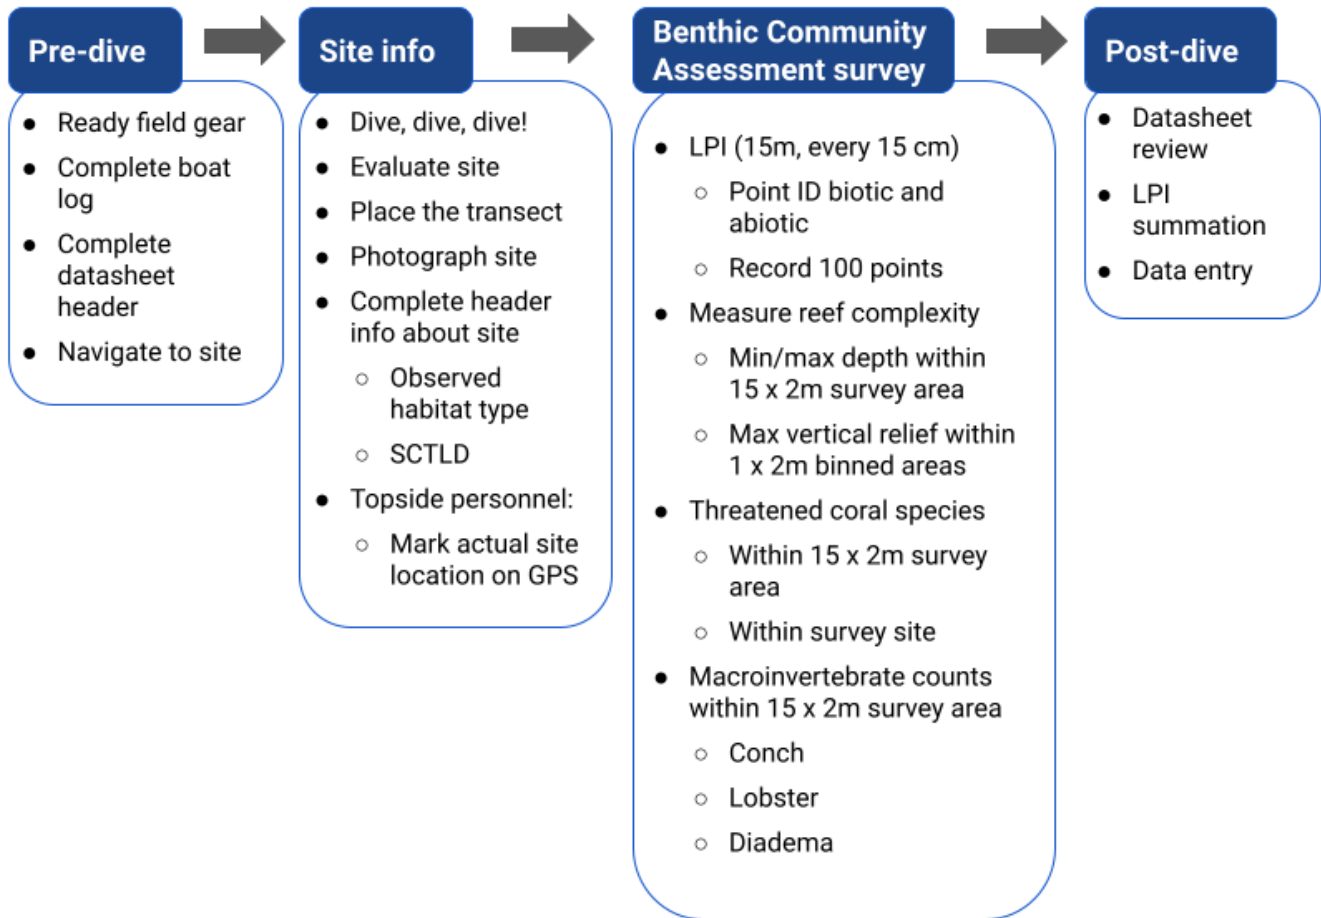 Pre-dive
● Ready field gear
● Complete boat
log
● Complete
datasheet
header
● Navigate to site
Site info
● Dive, dive, dive!
● Evaluate site
● Place the transect
● Photograph site
● Complete header
info about site
○ Observed
habitat type
○ SCTLD
● Topside personnel:
○ Mark actual site
location on GPS
Benthic Community
Assessment survey
● LPI (15m, every 15 cm)
○ Point ID biotic and
abiotic
○ Record 100 points
● Measure reef complexity
○ Min/max depth within
15 x 2m survey area
○ Max vertical relief within
1 x 2m binned areas
● Threatened coral species
○ Within 15 x 2m survey
area
○ Within survey site
● Macroinvertebrate counts
within 15 x 2m survey area
○ Conch
○ Lobster
○ Diadema
Post-dive
● Datasheet
review
● LPI
summation
● Data entry